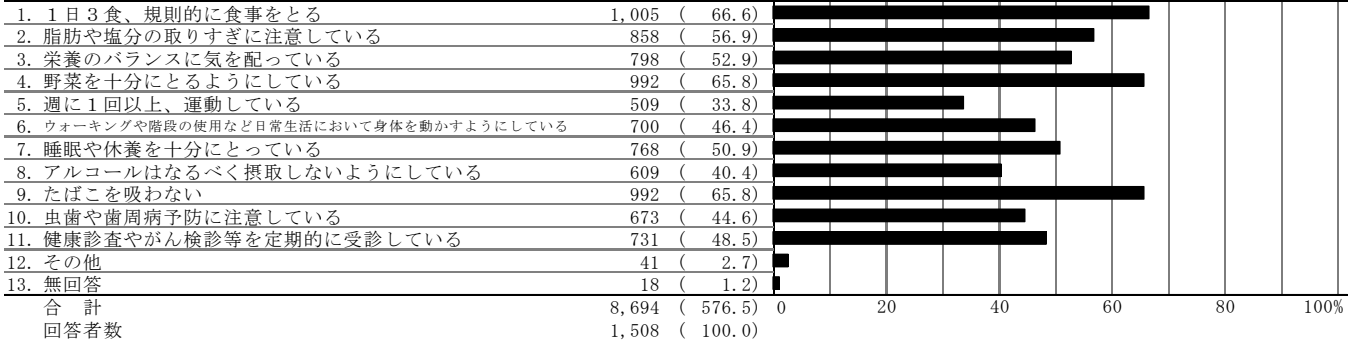 1. １日３食、規則的に食事をとる 1,005 ( 66.6)
2. 脂肪や塩分の取りすぎに注意している 858 ( 56.9)
3. 栄養のバランスに気を配っている 798 ( 52.9)
4. 野菜を十分にとるようにしている 992 ( 65.8)
5. 週に１回以上、運動している 509 ( 33.8)
6. ウォーキングや階段の使用など日常生活において身体を動かすようにしている 700 ( 46.4)
7. 睡眠や休養を十分にとっている 768 ( 50.9)
8. アルコールはなるべく摂取しないようにしている 609 ( 40.4)
9. たばこを吸わない 992 ( 65.8)
10. 虫歯や歯周病予防に注意している 673 ( 44.6)
11. 健康診査やがん検診等を定期的に受診している 731 ( 48.5)
12. その他 41 ( 2.7)
13. 無回答 18 ( 1.2)
合 計 8,694 ( 576.5) 0 20 40 60 80 100%
回答者数 1,508 ( 100.0)